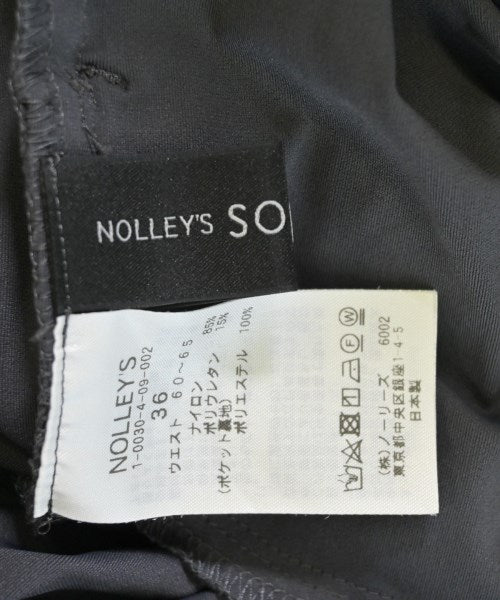 NOLLEY'S SO
NOLLEY'S
1-0030-4-09-002
36
ウエスト 60～65
ナイロン 85%
ポリウレタン 15%
(ポケット裏地)
ポリエステル 100%
(株)ノーリーズ 6002
東京都中央区銀座1-4-5
日本製